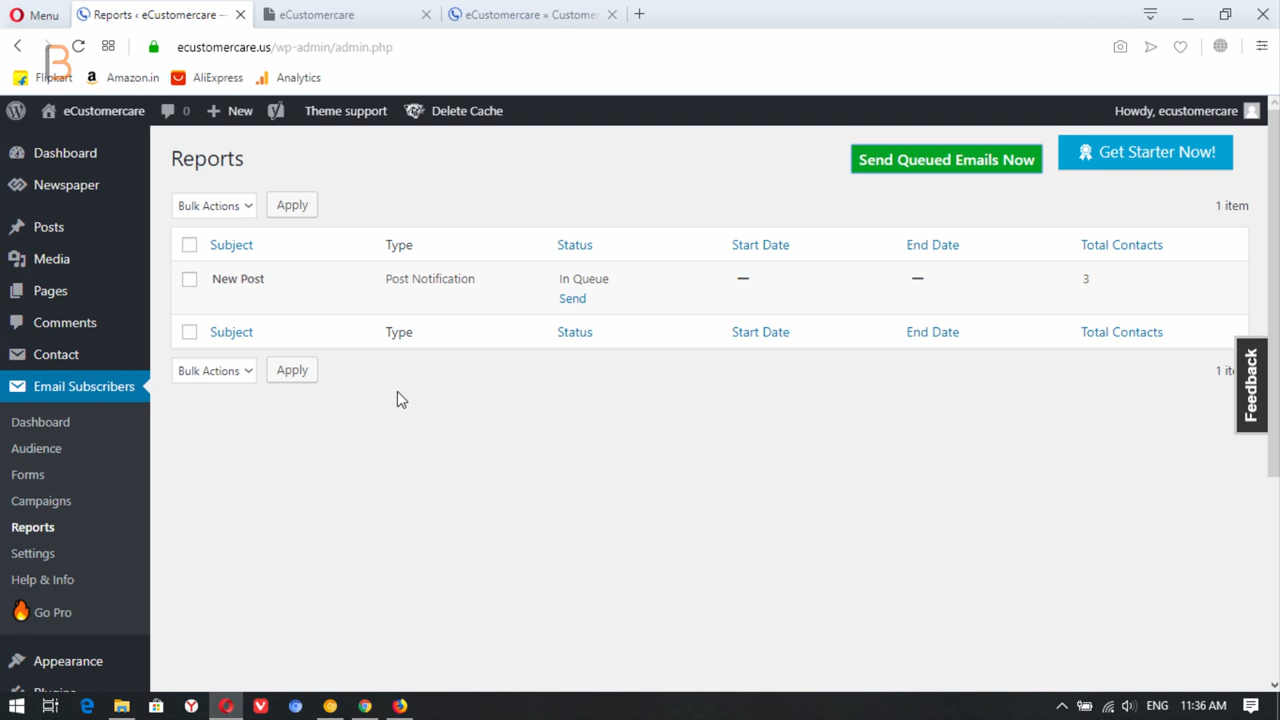 Menu
Reports ‹ eCustomercare —
eCustomercare
eCustomercare » Custome
ecustomercare.us/wp-admin/admin.php
Flipkart
Amazon.in
AliExpress
Analytics
eCustomercare
0
New
Theme support
Delete Cache
Howdy, ecustomercare
Dashboard
Newspaper
Posts
Media
Pages
Comments
Contact
Email Subscribers
Dashboard
Audience
Forms
Campaigns
Reports
Settings
Help & Info
Go Pro
Appearance
Plugins
Reports
Send Queued Emails Now
Get Starter Now!
Bulk Actions
Apply
1 item
Subject Type Status Start Date End Date Total Contacts
New Post Post Notification In Queue — — 3
Send
Subject Type Status Start Date End Date Total Contacts
Bulk Actions
Apply
1 ite
Feedback
ENG
11:36 AM